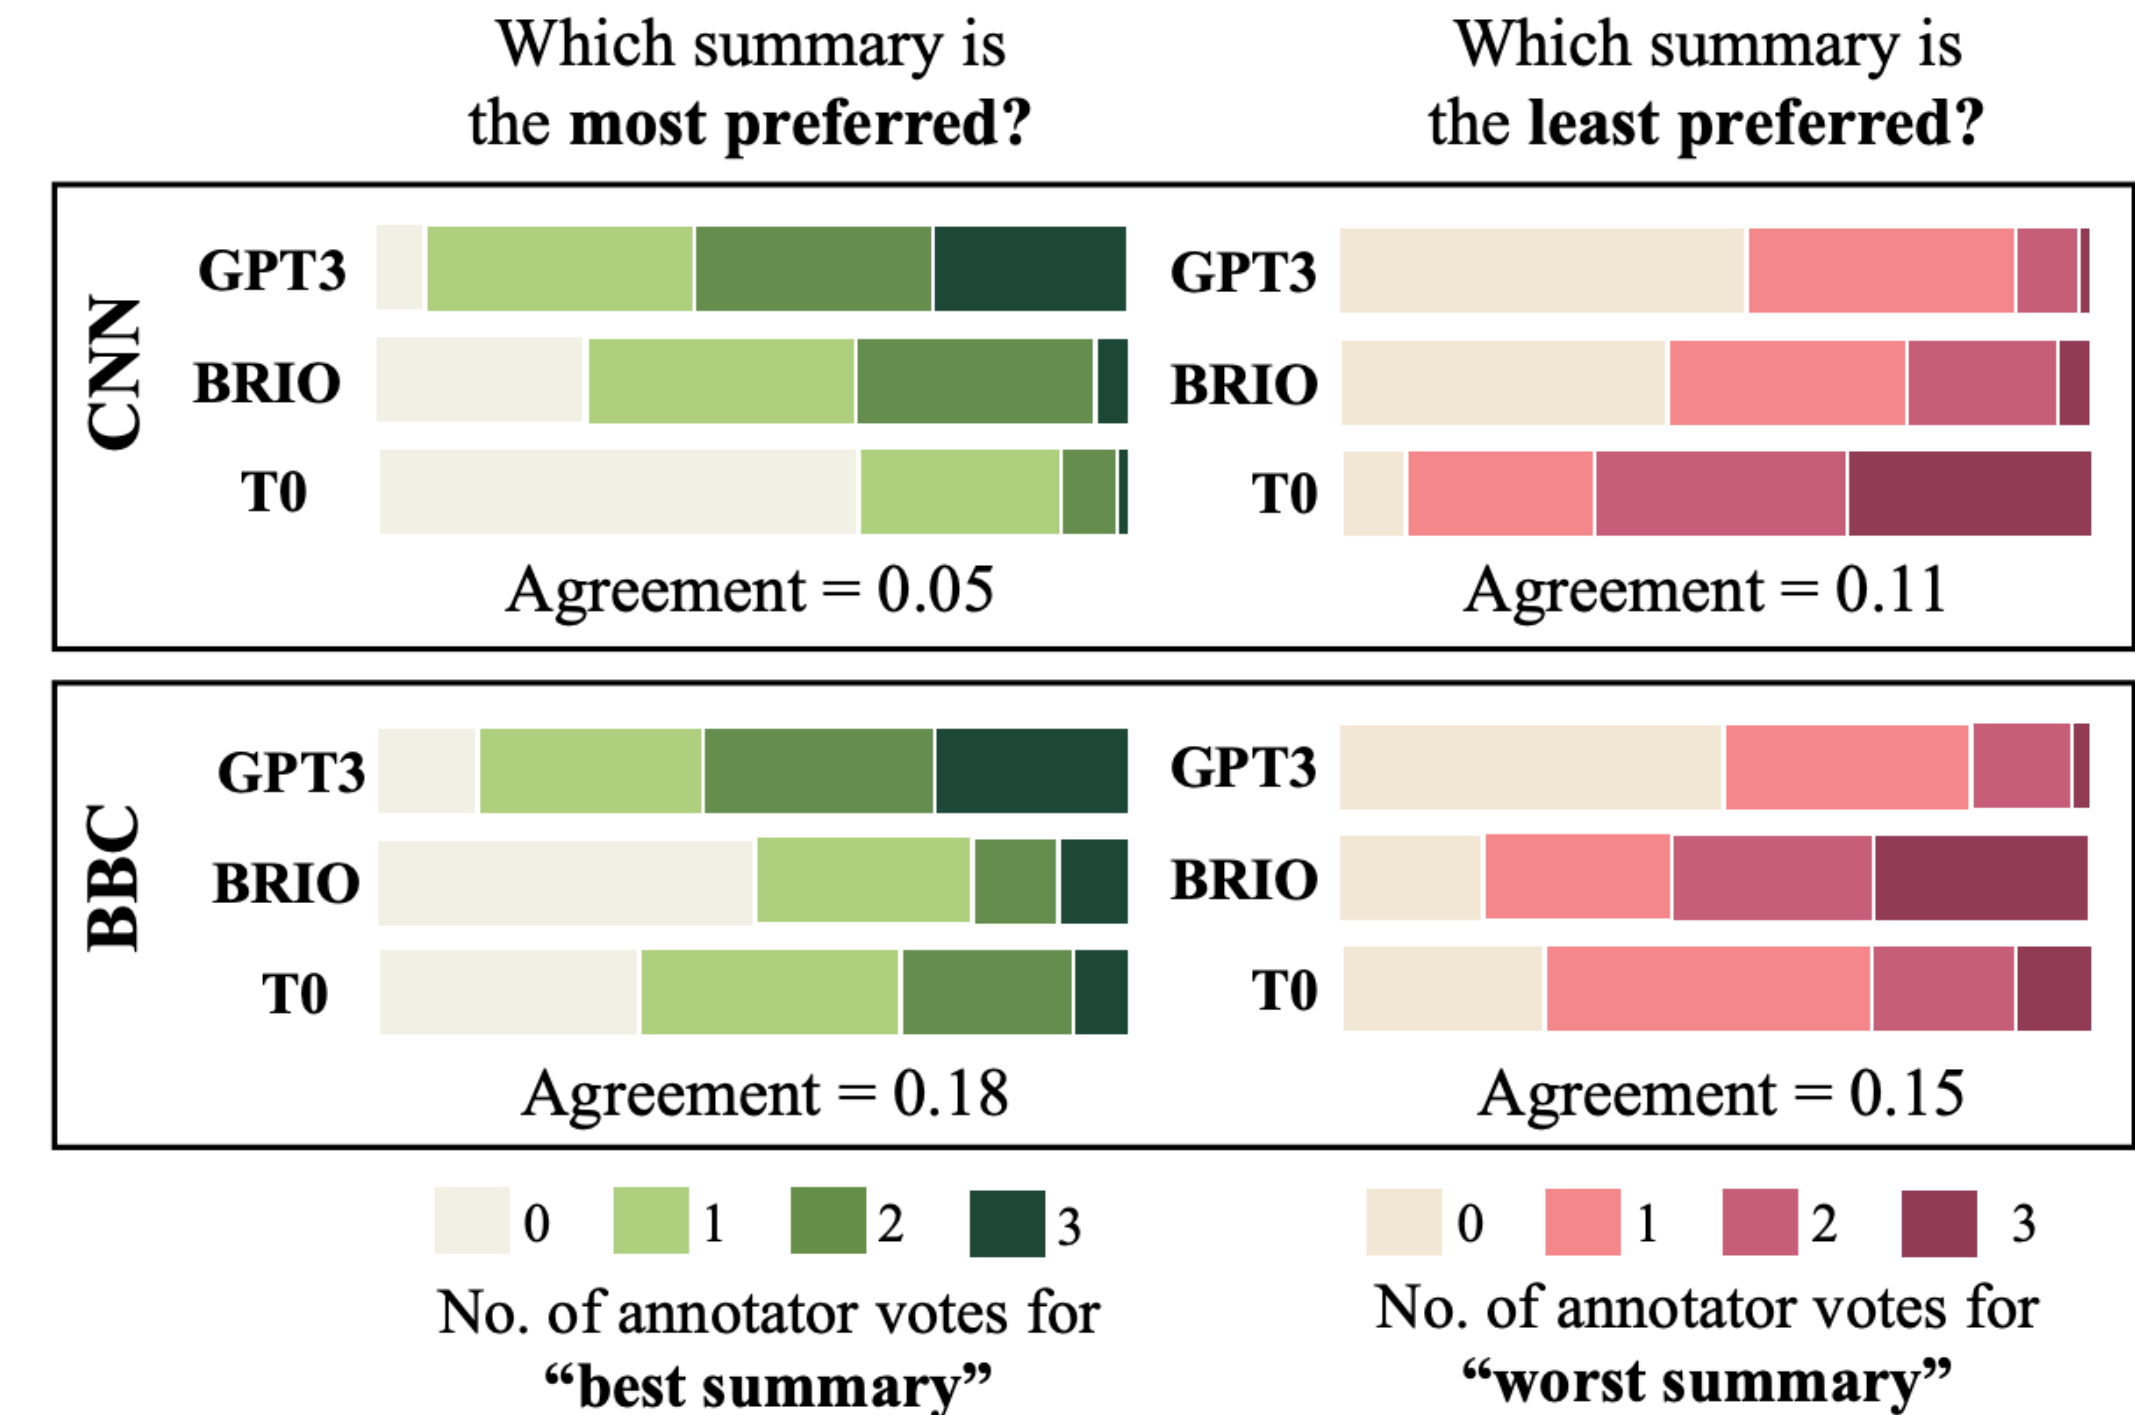 Which summary is
the most preferred?
Which summary is
the least preferred?
CNN
GPT3
BRIO
T0
Agreement = 0.05
GPT3
BRIO
T0
Agreement = 0.11
BBC
GPT3
BRIO
T0
Agreement = 0.18
GPT3
BRIO
T0
Agreement = 0.15
0 1 2 3
No. of annotator votes for
“best summary”
0 1 2 3
No. of annotator votes for
“worst summary”